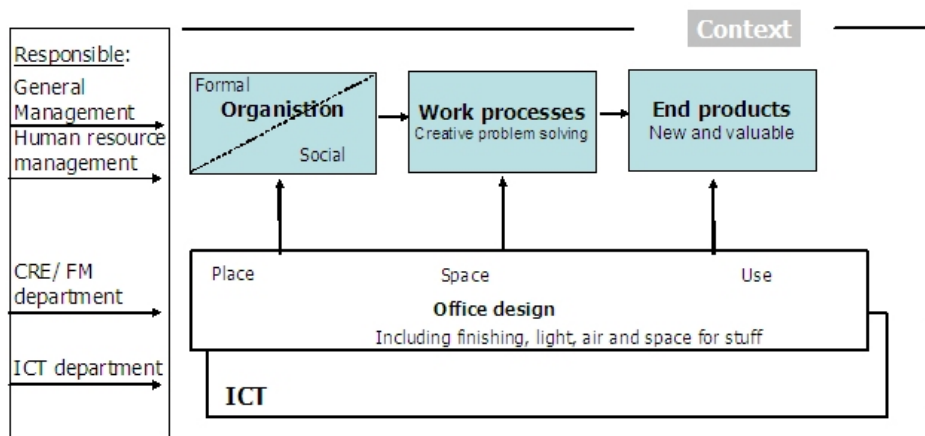 Context
Responsible:
General
Management
Human resource
management
CRE/ FM
department
ICT department
Formal
Organistion
Social
Work processes
Creative problem solving
End products
New and valuable
Place
Space
Use
Office design
Including finishing, light, air and space for stuff
ICT